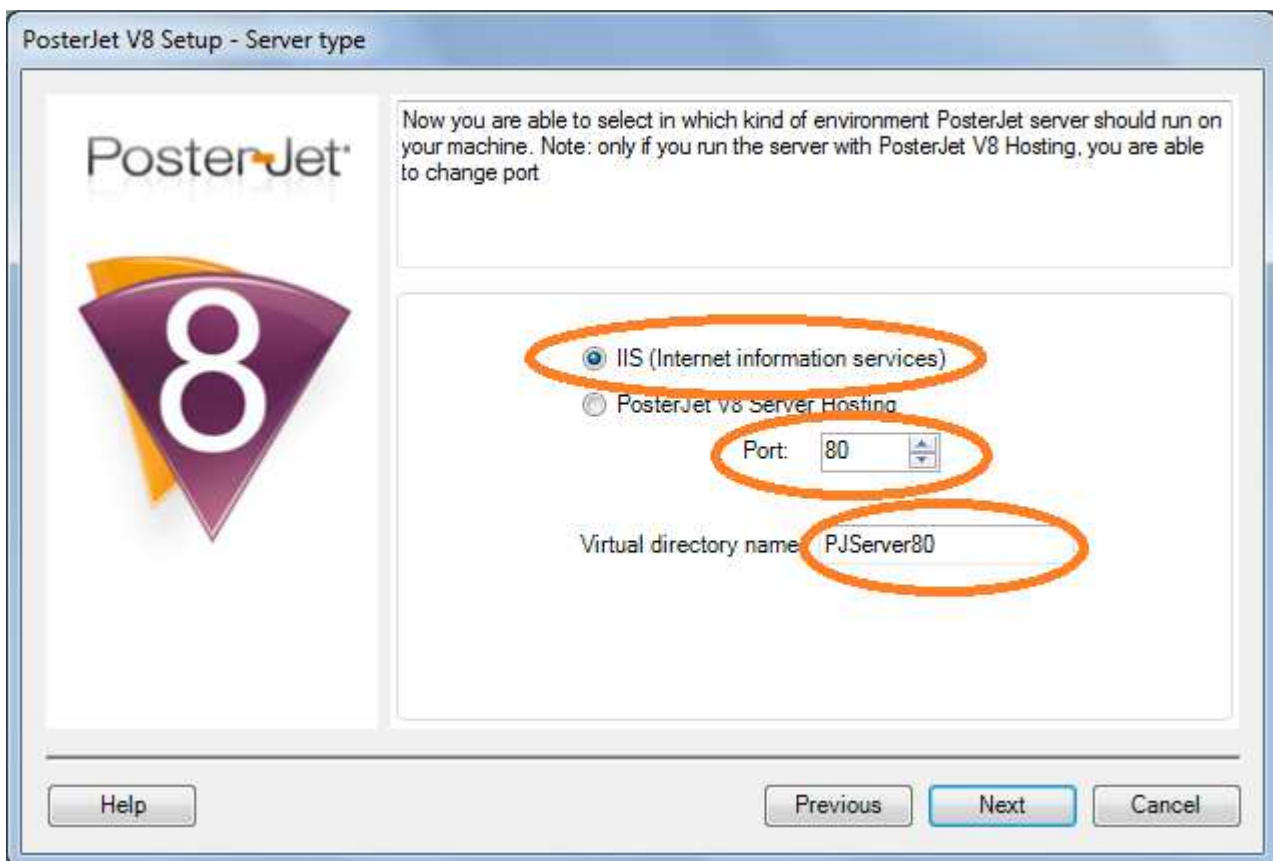 PosterJet V8 Setup - Server type
PosterJet
8
Now you are able to select in which kind of environment PosterJet server should run on
your machine. Note: only if you run the server with PosterJet V8 Hosting, you are able
to change port
IIS (Internet information services)
PosterJet V8 Server Hosting
Port: 80
Virtual directory name: PJServer80
Help Previous Next Cancel